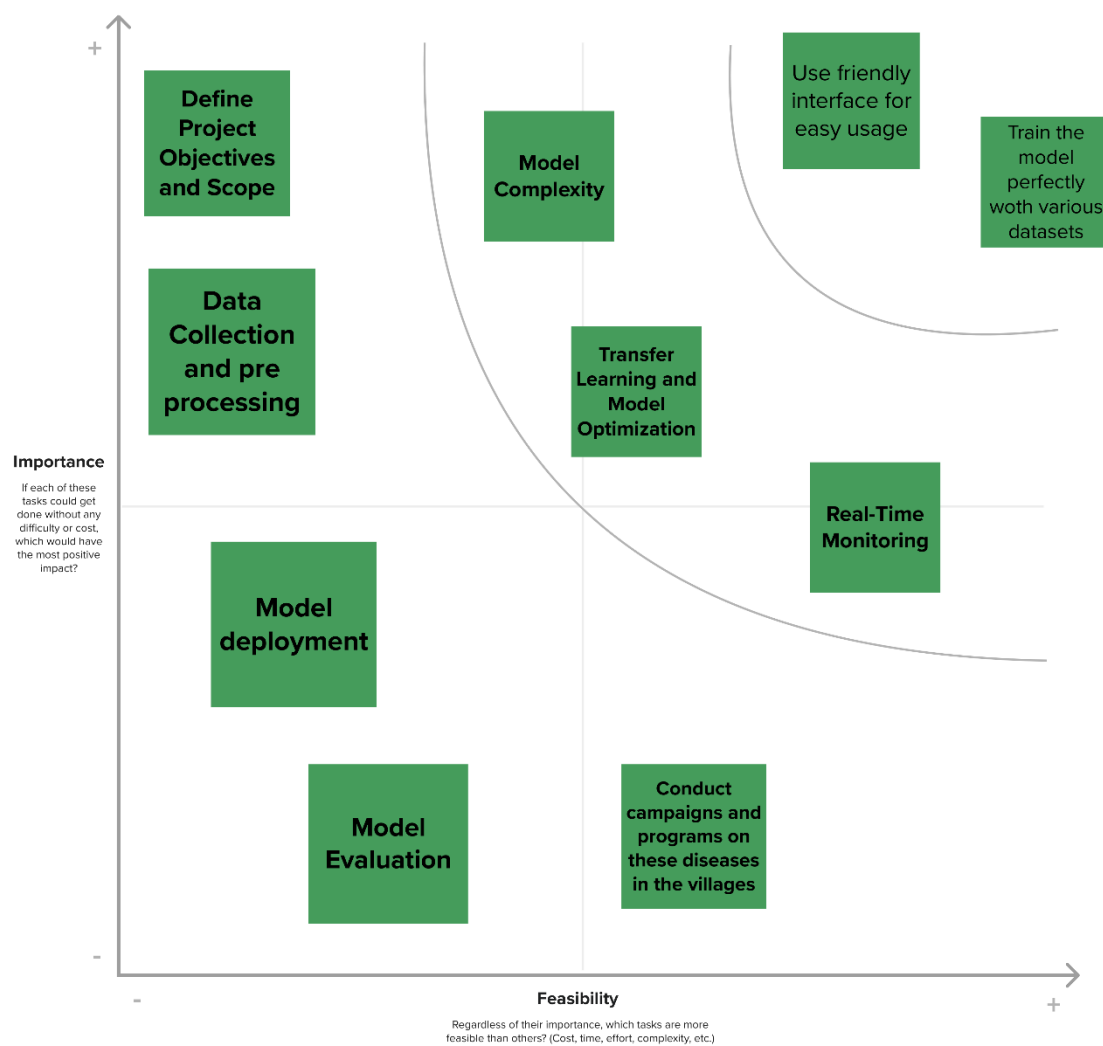 +
Define
Project
Objectives
and Scope
Model
Complexity
Use friendly
interface for
easy usage
Train the
model
perfectly
woth various
datasets
Data
Collection
and pre
processing
Transfer
Learning and
Model
Optimization
Importance
If each of these
tasks could get
done without any
difficulty or cost,
which would have
the most positive
impact?
Real-Time
Monitoring
Model
deployment
Model
Evaluation
Conduct
campaigns and
programs on
these diseases
in the villages
-
-
Feasibility
+
Regardless of their importance, which tasks are more
feasible than others? (Cost, time, effort, complexity, etc.)